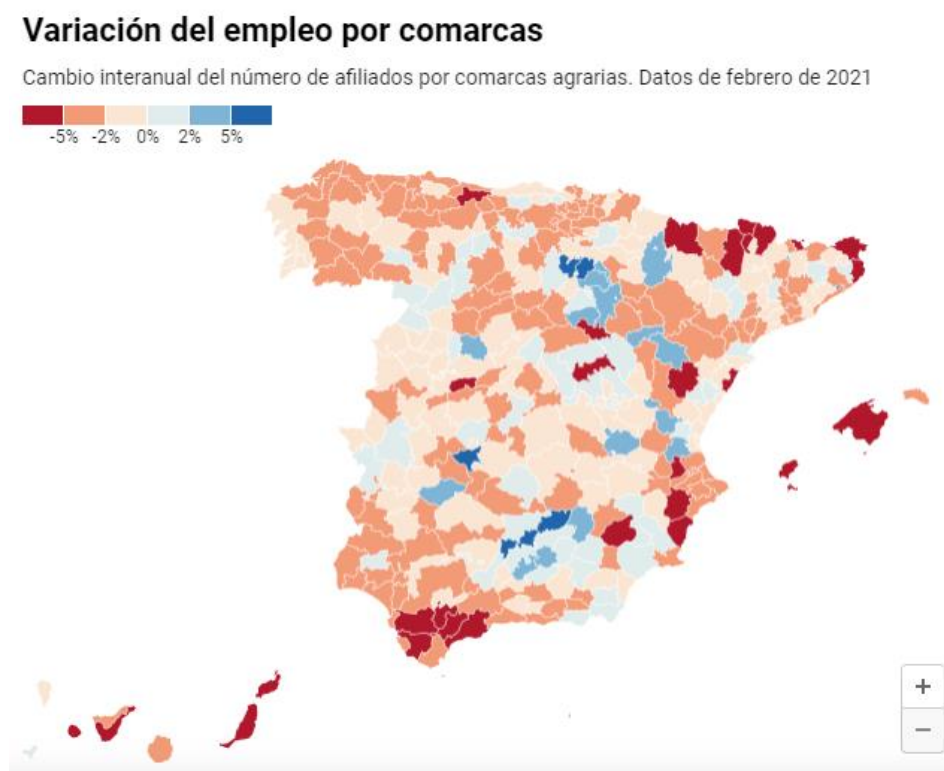 Variación del empleo por comarcas
Cambio interanual del número de afiliados por comarcas agrarias. Datos de febrero de 2021
-5% -2% 0% 2% 5%
+
−